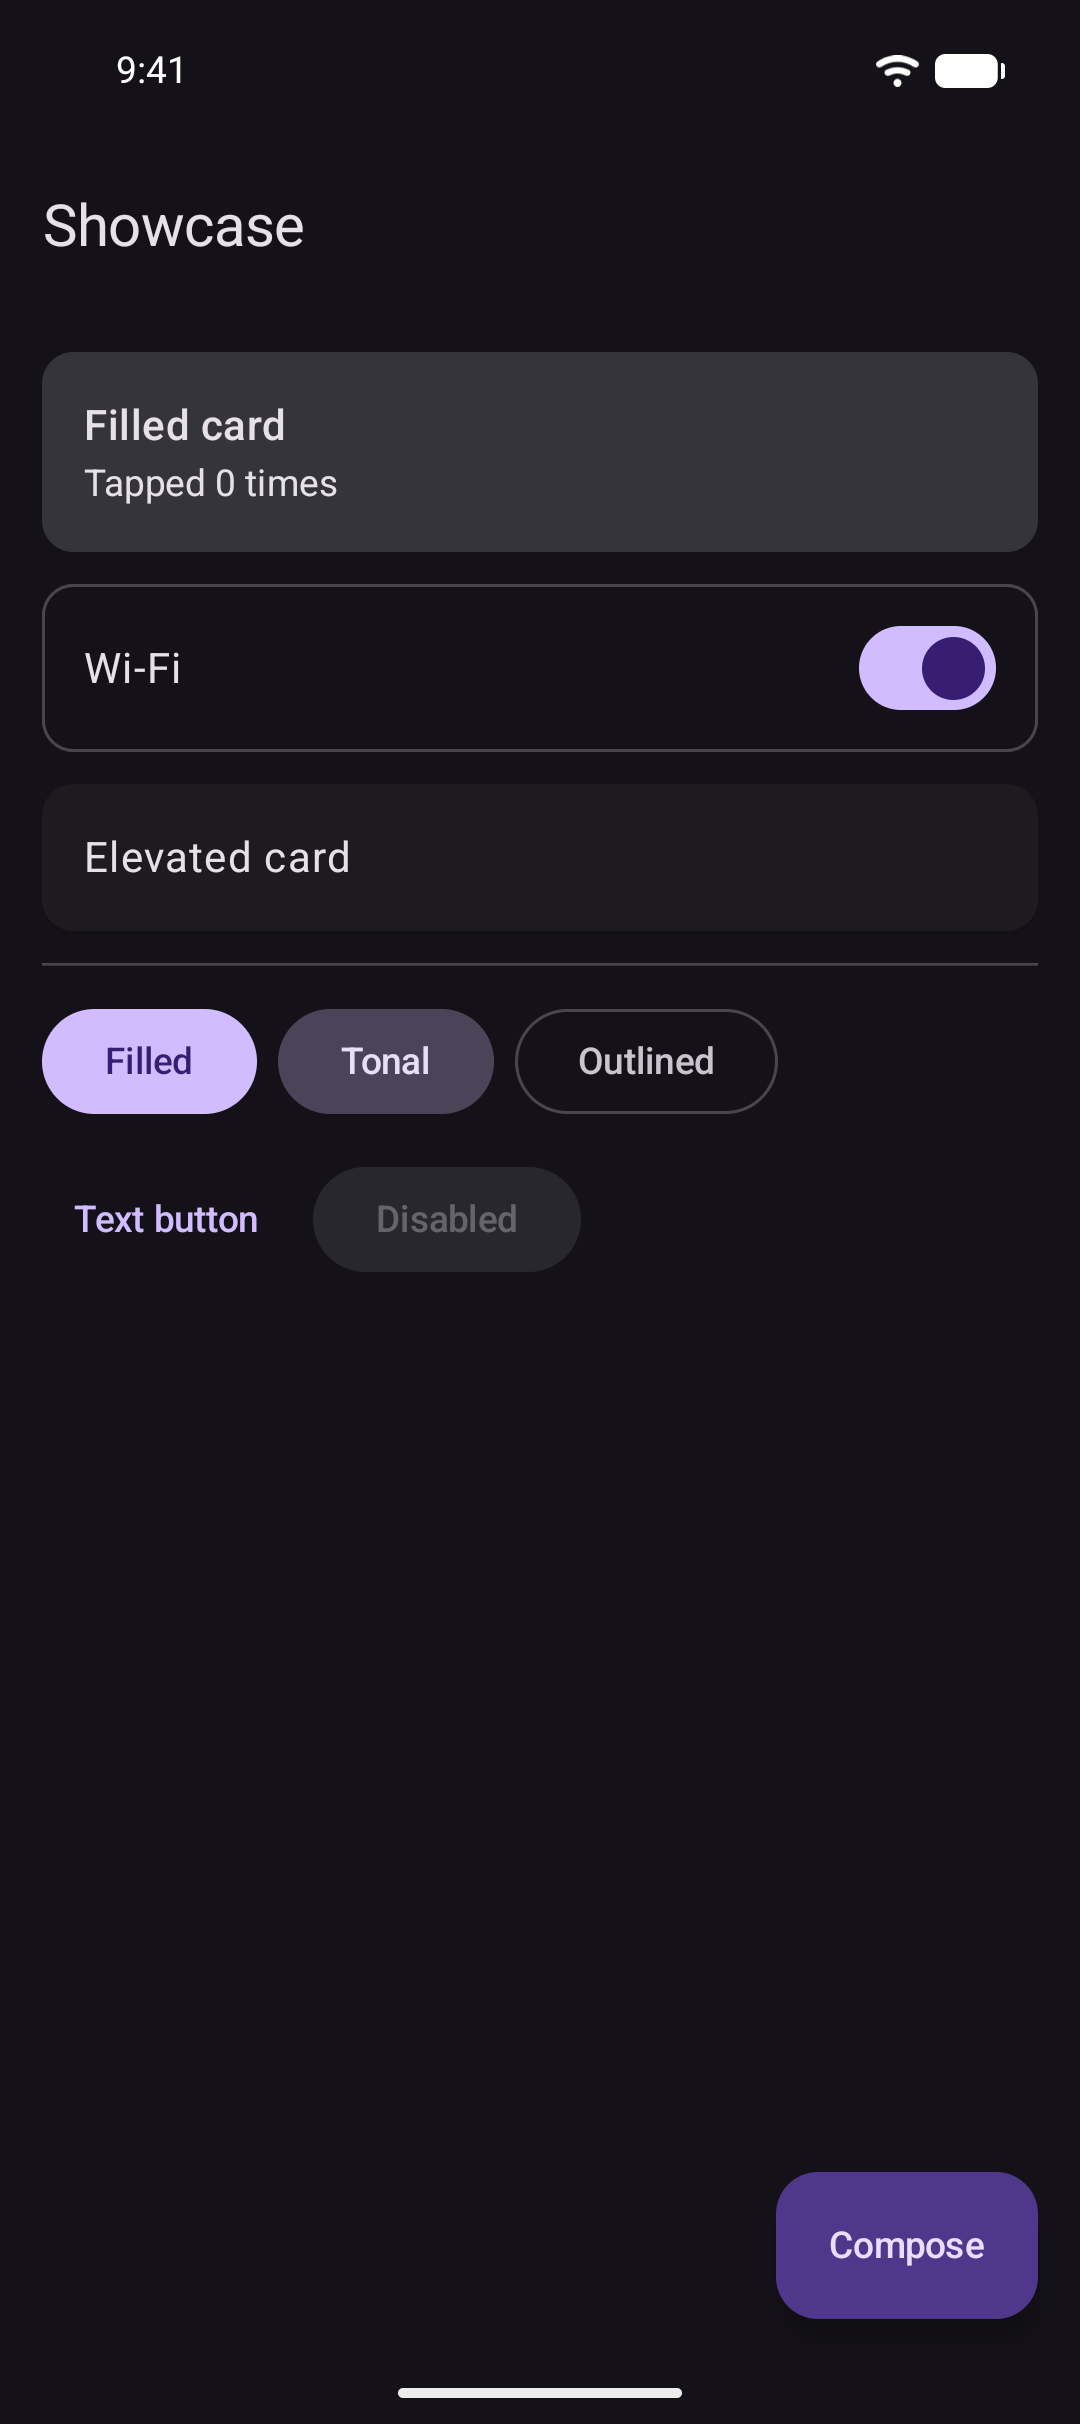 9:41
Showcase
Filled card
Tapped 0 times
Wi-Fi
Elevated card
Filled
Tonal
Outlined
Text button
Disabled
Compose